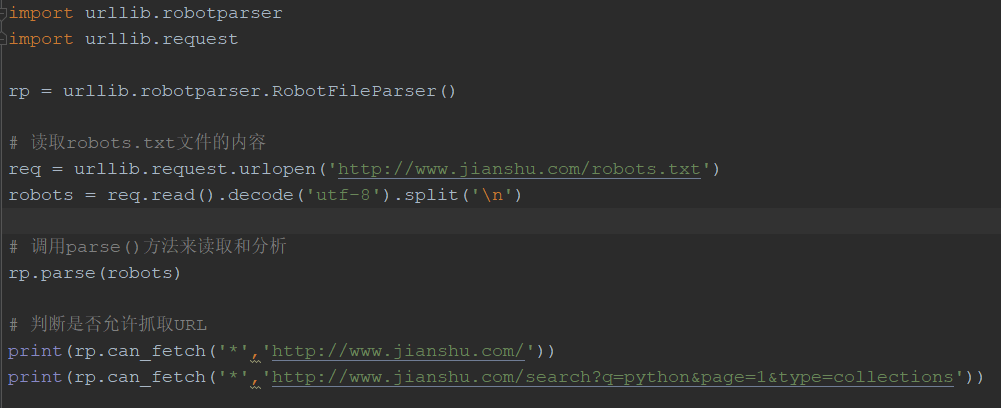 import urllib.robotparser
import urllib.request
rp = urllib.robotparser.RobotFileParser()
# 读取robots.txt文件的内容
req = urllib.request.urlopen('http://www.jianshu.com/robots.txt')
robots = req.read().decode('utf-8').split('\n')
# 调用parse()方法来读取和分析
rp.parse(robots)
# 判断是否允许抓取URL
print(rp.can_fetch('*','http://www.jianshu.com/'))
print(rp.can_fetch('*','http://www.jianshu.com/search?q=python&page=1&type=collections'))